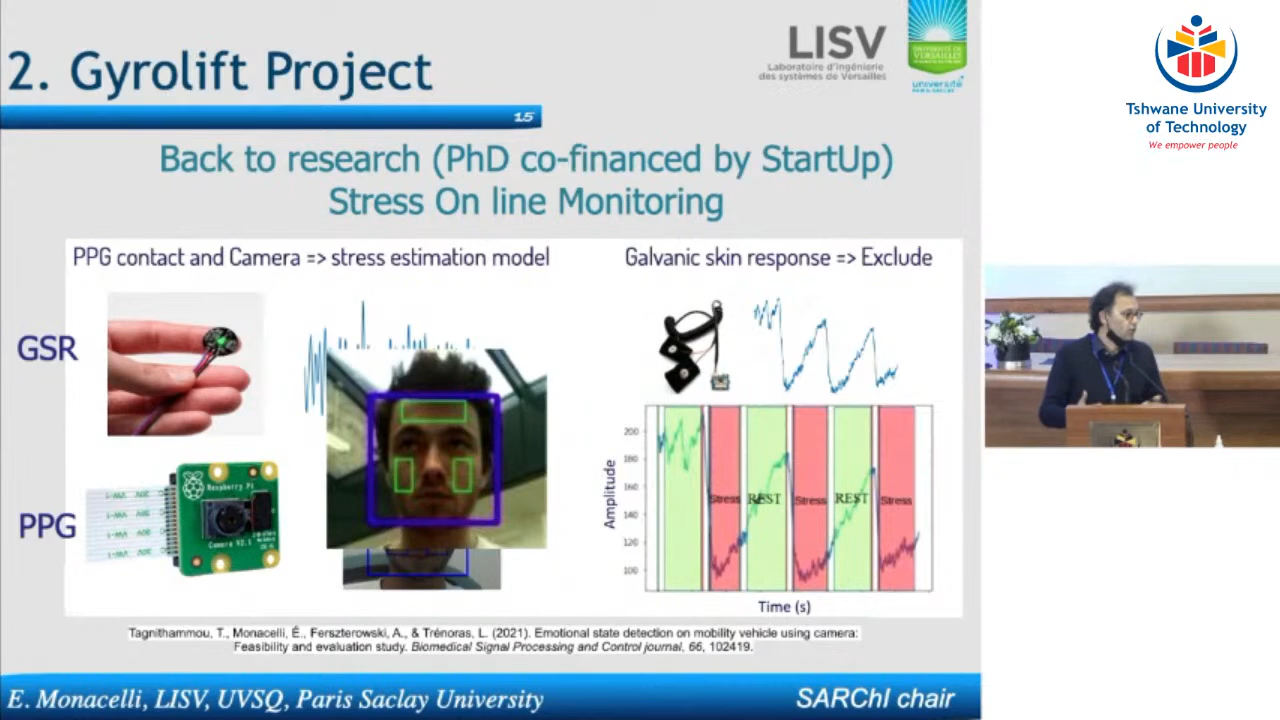 2. Gyrolift Project
15
LISV
Laboratoire d'ingénierie
des systèmes de Versailles
UNIVERSITÉ DE
VERSAILLES
université
PARIS-SACLAY
Tshwane University
of Technology
We empower people
Back to research (PhD co-financed by StartUp)
Stress On line Monitoring
PPG contact and Camera => stress estimation model
Galvanic skin response => Exclude
GSR
PPG
Raspberry Pi
Camera V2.1
Amplitude
200
180
160
140
120
100
Stress
REST
Stress
REST
Stress
Time (s)
Tagnithammou, T., Monacelli, É., Ferszterowski, A., & Trénoras, L. (2021). Emotional state detection on mobility vehicle using camera:
Feasibility and evaluation study. Biomedical Signal Processing and Control journal, 66, 102419.
E. Monacelli, LISV, UVSQ, Paris Saclay University
SARChI chair